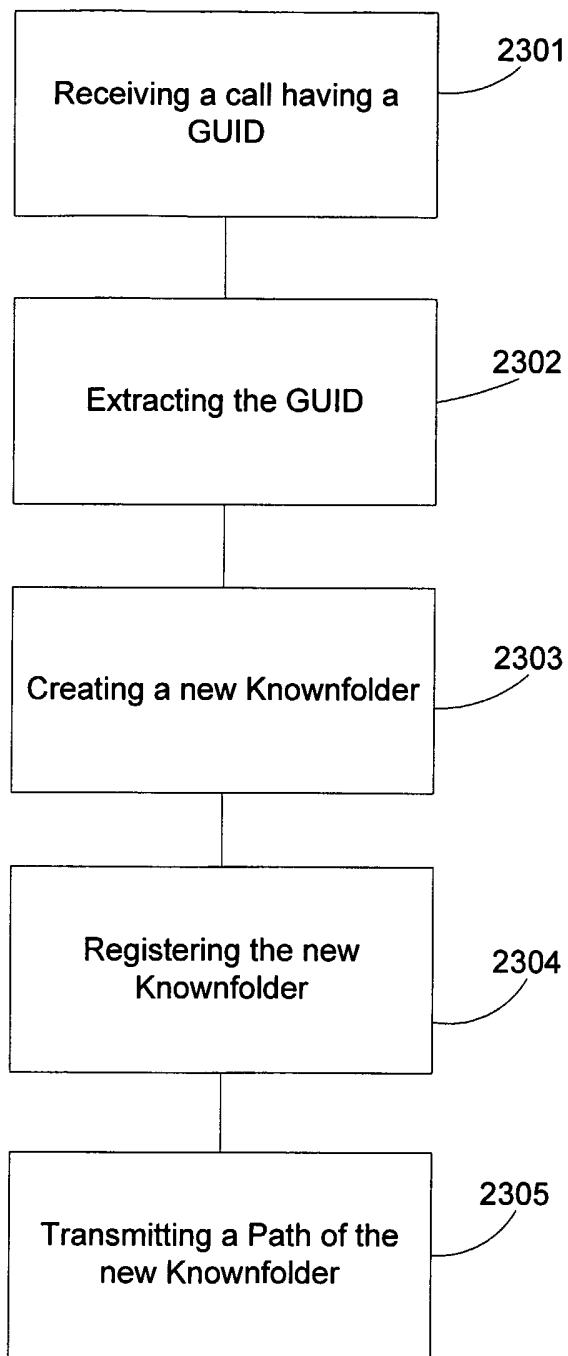 2301
Receiving a call having a
GUID
2302
Extracting the GUID
2303
Creating a new Knownfolder
2304
Registering the new
Knownfolder
2305
Transmitting a Path of the
new Knownfolder